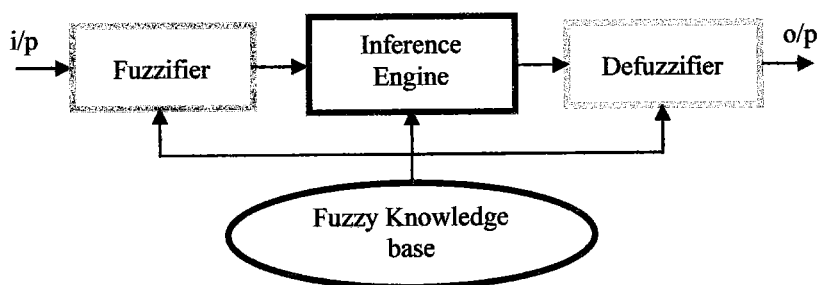 i/p
Fuzzifier
Inference
Engine
Defuzzifier
o/p
Fuzzy Knowledge
base